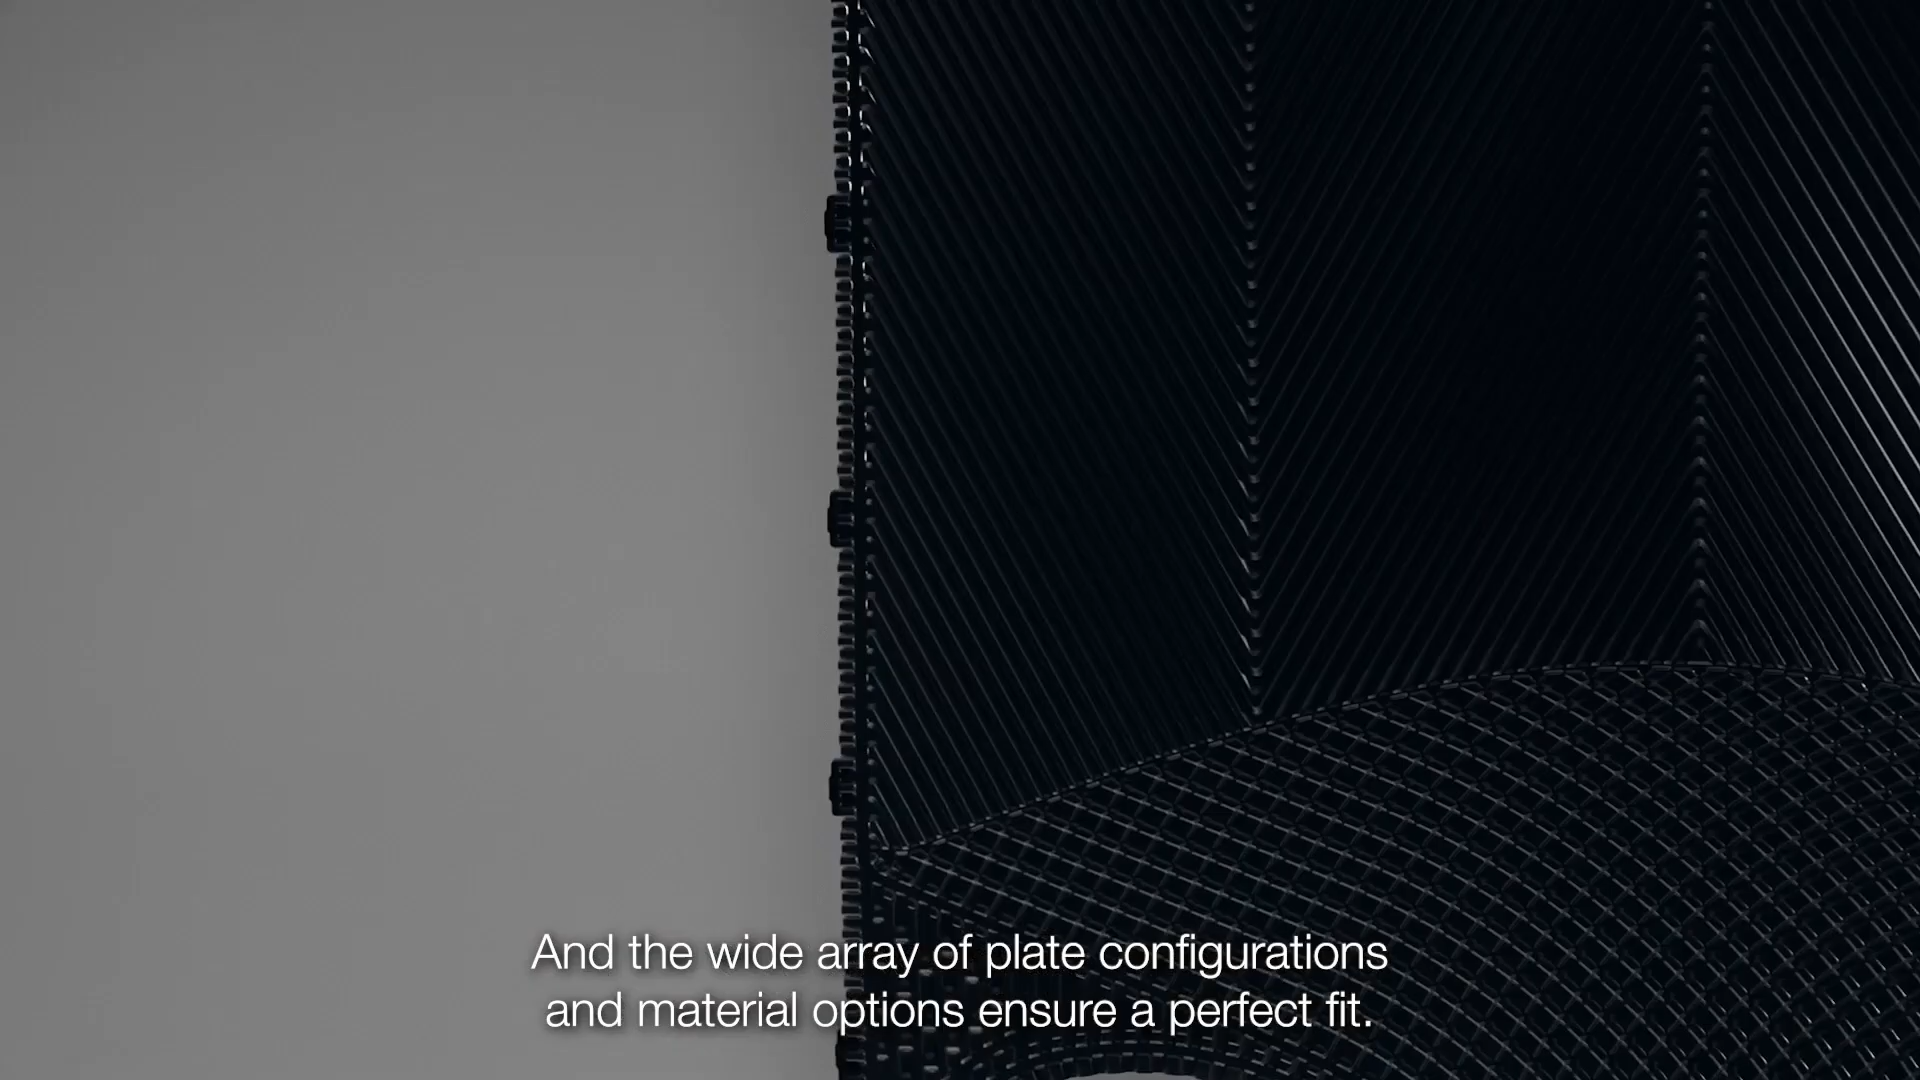 And the wide array of plate configurations
and material options ensure a perfect fit.